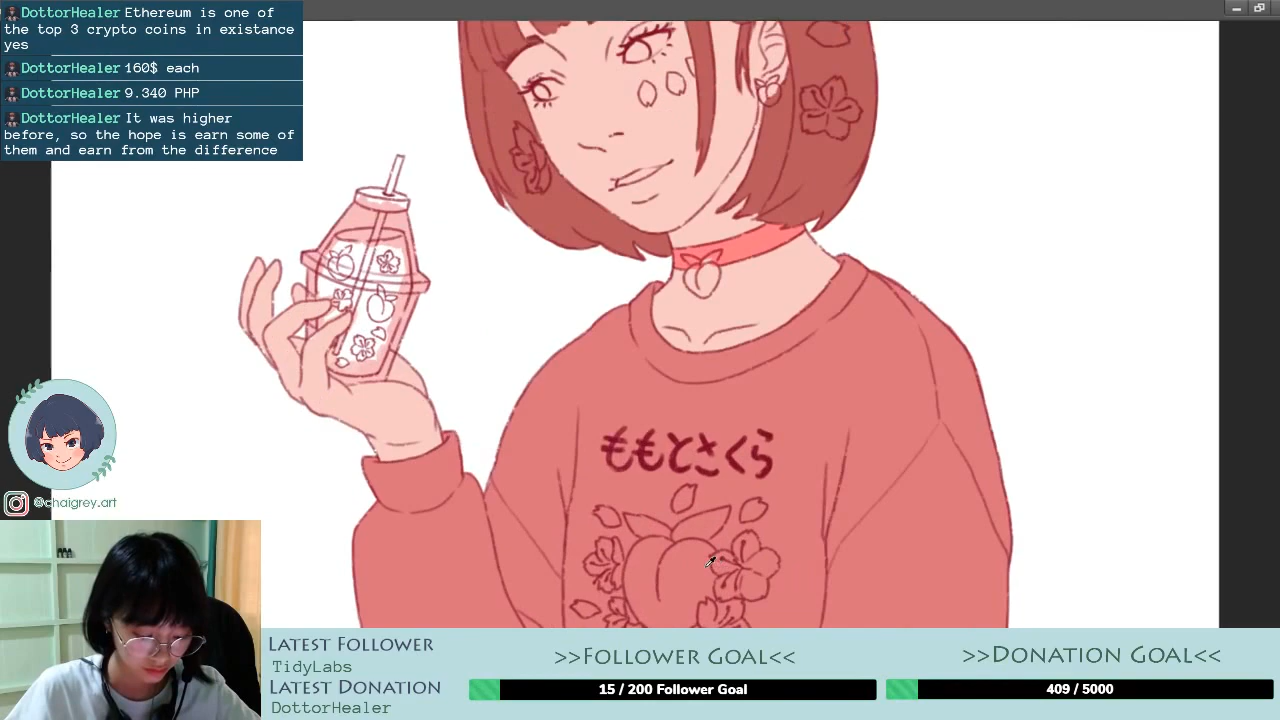 DottorHealer Ethereum is one of
the top 3 crypto coins in existance
yes
DottorHealer 160$ each
DottorHealer 9.340 PHP
DottorHealer It was higher
before, so the hope is earn some of
them and earn from the difference
ももとさくら
@chaigrey.art
LATEST FOLLOWER
TidyLabs
LATEST DONATION
DottorHealer
>>FOLLOWER GOAL<<
15 / 200 Follower Goal
>>DONATION GOAL<<
409 / 5000